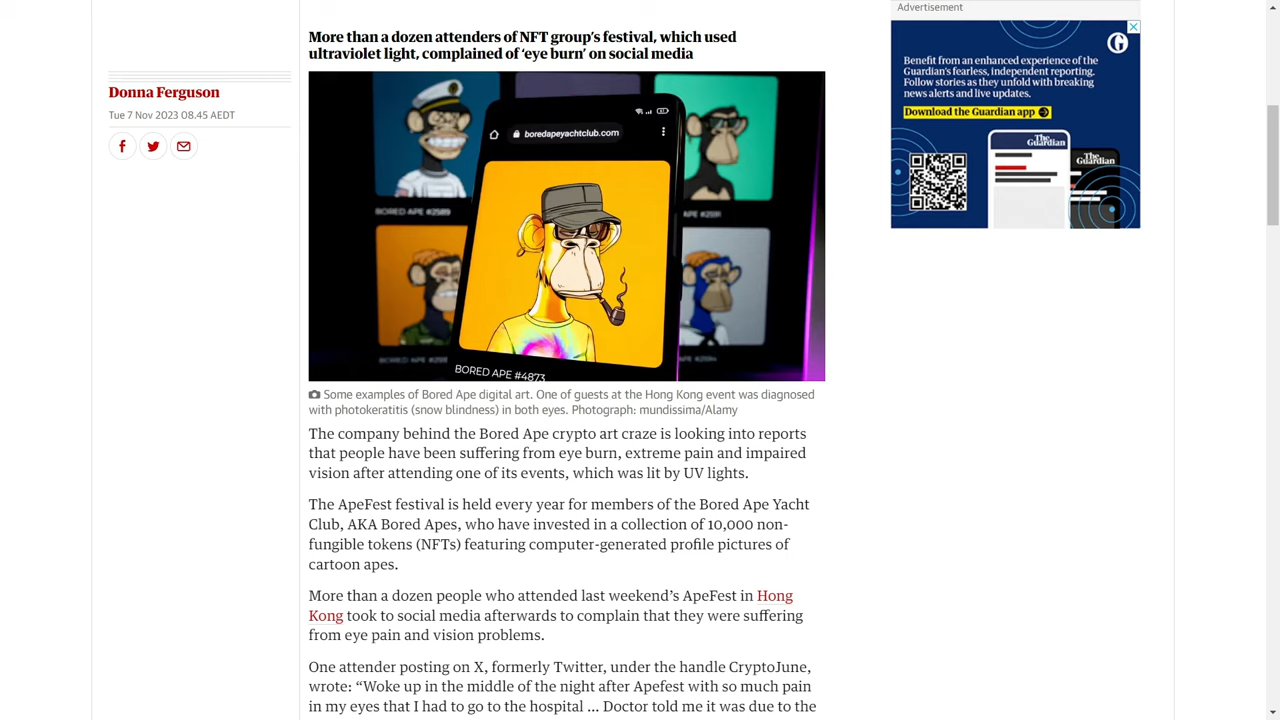 Advertisement
More than a dozen attenders of NFT group's festival, which used
ultraviolet light, complained of 'eye burn' on social media
Donna Ferguson
Tue 7 Nov 2023 08.45 AEDT
boredapeyachtclub.com
BORED APE #2589
BORED APE #4873
Benefit from an enhanced experience of the
Guardian's fearless, independent reporting.
Follow stories as they unfold with breaking
news alerts and live updates.
Download the Guardian app
The
Guardian
The
Guardian
Some examples of Bored Ape digital art. One of guests at the Hong Kong event was diagnosed
with photokeratitis (snow blindness) in both eyes. Photograph: mundissima/Alamy
The company behind the Bored Ape crypto art craze is looking into reports
that people have been suffering from eye burn, extreme pain and impaired
vision after attending one of its events, which was lit by UV lights.
The ApeFest festival is held every year for members of the Bored Ape Yacht
Club, AKA Bored Apes, who have invested in a collection of 10,000 non-
fungible tokens (NFTs) featuring computer-generated profile pictures of
cartoon apes.
More than a dozen people who attended last weekend's ApeFest in Hong
Kong took to social media afterwards to complain that they were suffering
from eye pain and vision problems.
One attender posting on X, formerly Twitter, under the handle CryptoJune,
wrote: “Woke up in the middle of the night after Apefest with so much pain
in my eyes that I had to go to the hospital ... Doctor told me it was due to the